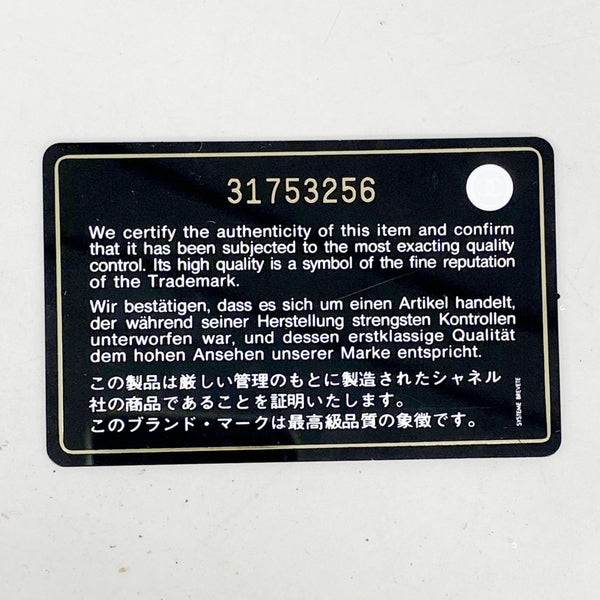 31753256
We certify the authenticity of this item and confirm
that it has been subjected to the most exacting quality
control. Its high quality is a symbol of the fine reputation
of the Trademark.
Wir bestätigen, dass es sich um einen Artikel handelt,
der während seiner Herstellung strengsten Kontrollen
unterworfen war, und dessen erstklassige Qualität
dem hohen Ansehen unserer Marke entspricht.
この製品は厳しい管理のもとに製造されたシャネル
社の商品であることを証明いたします。
このブランド・マークは最高級品質の象徴です。
SYSTEME BREVETE